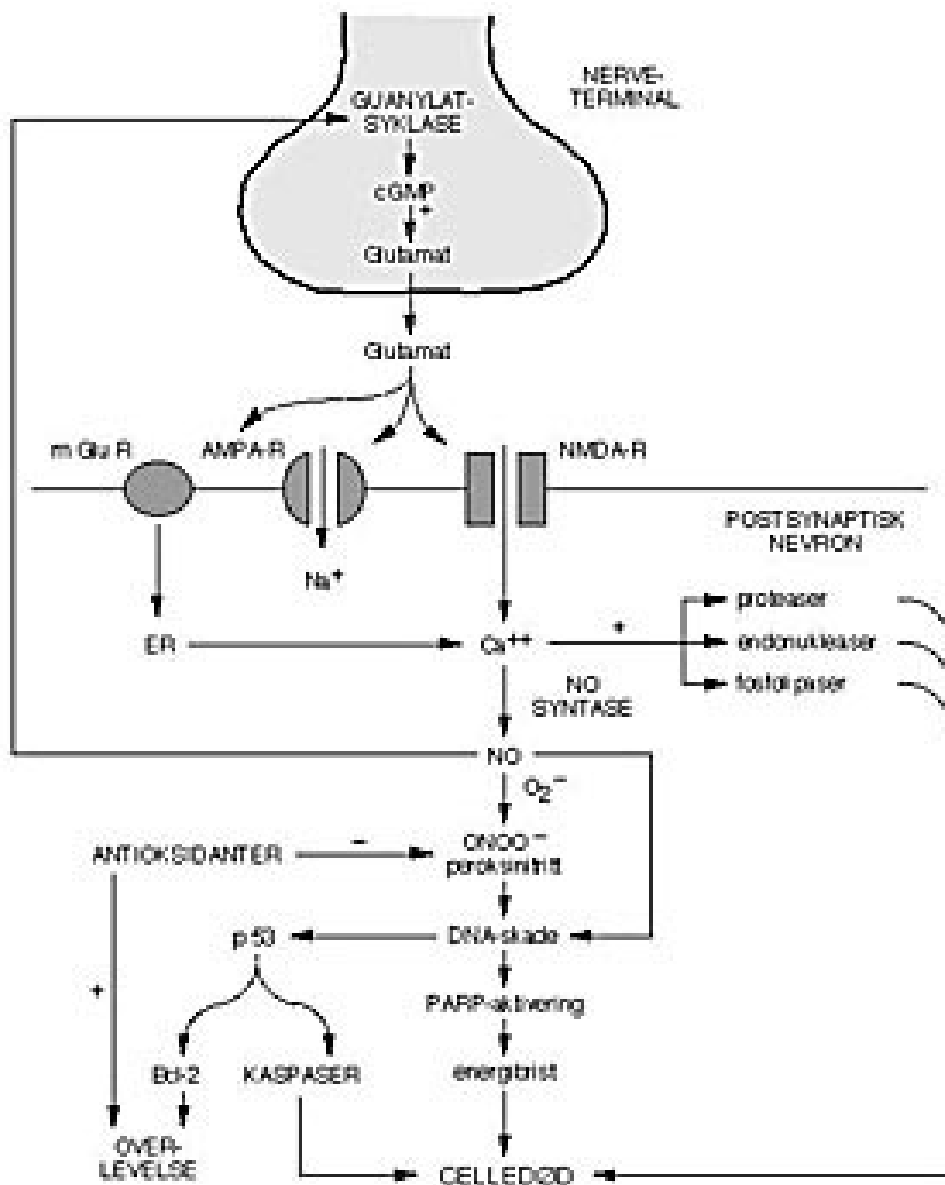 NERVE-
TERMINAL
GUANYLAT-
SYKLASE
cGMP
+
Glutamat
Glutamat
m Glu R
AMPA-R
NMDA-R
POSTSYNAPTISK
NEVRON
Na+
ER
Ca++
+
proteaser
endonukleaser
fosfolipaser
NO
SYNTASE
NO
O2−
ANTIOKSIDANTER
−
ONOO−
peroksinitritt
p 53
DNA-skade
+
PARP-aktivering
Bcl-2
KASPASER
energibrist
OVER-
LEVELSE
CELLEDØD